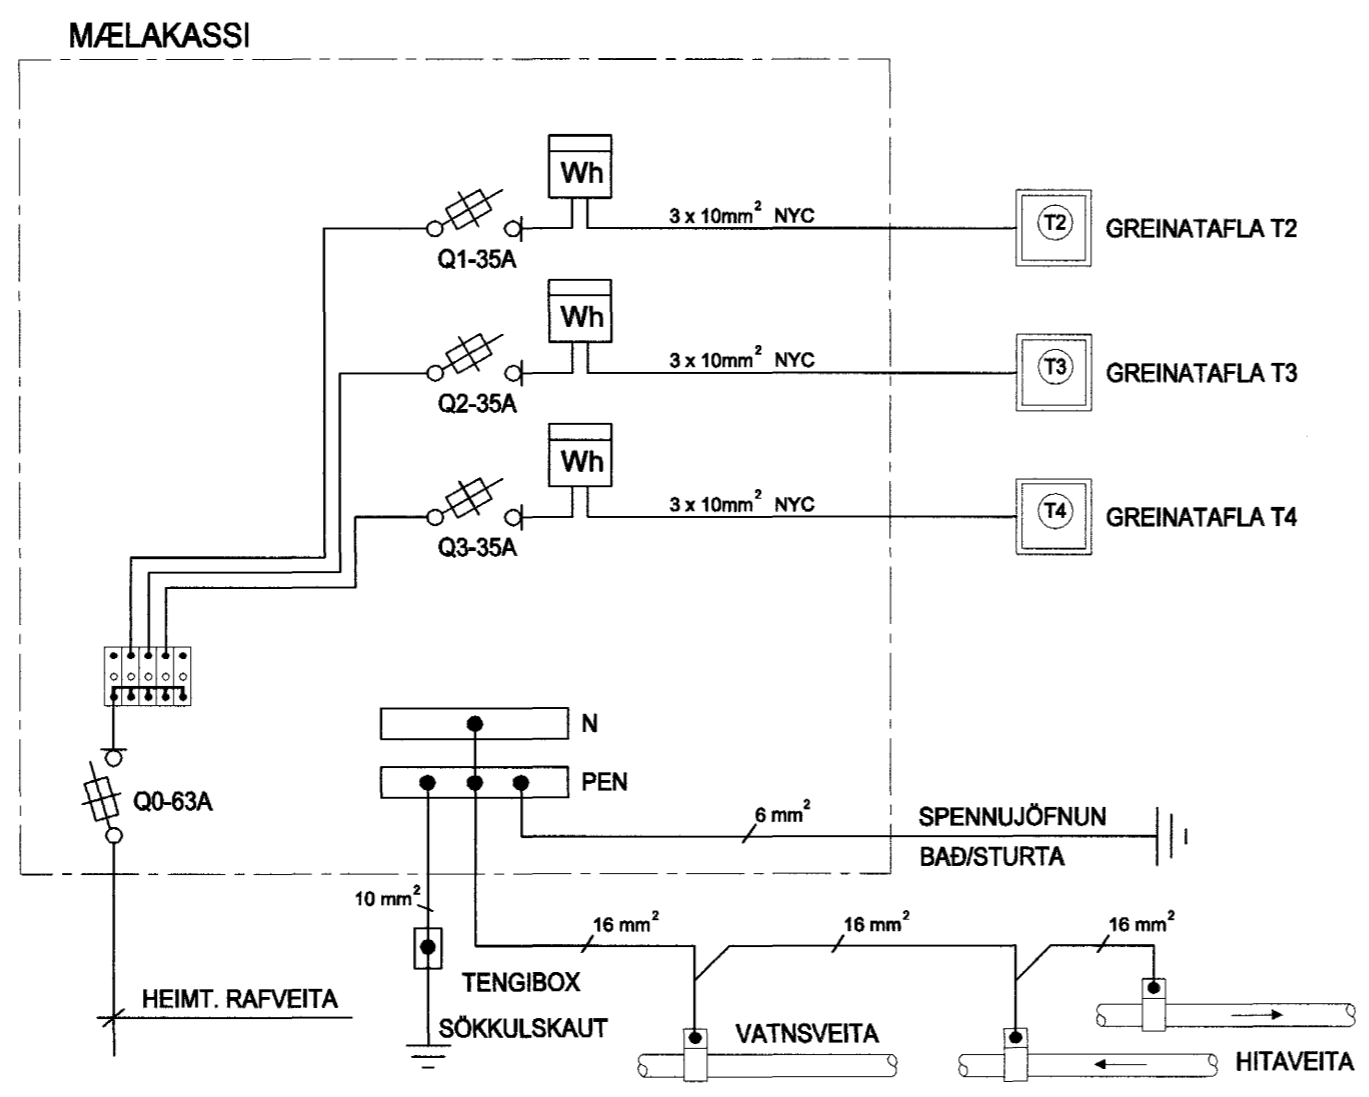 MÆLAKASSI
Wh
3 x 10mm² NYC
T2
GREINATAFLA T2
Q1-35A
Wh
3 x 10mm² NYC
T3
GREINATAFLA T3
Q2-35A
Wh
3 x 10mm² NYC
T4
GREINATAFLA T4
Q3-35A
N
PEN
Q0-63A
6 mm²
SPENNUJÖFNUN
BAÐ/STURTA
10 mm²
16 mm²
16 mm²
16 mm²
TENGIBOX
HEIMT. RAFVEITA
SÖKKULSKAUT
VATNSVEITA
HITAVEITA